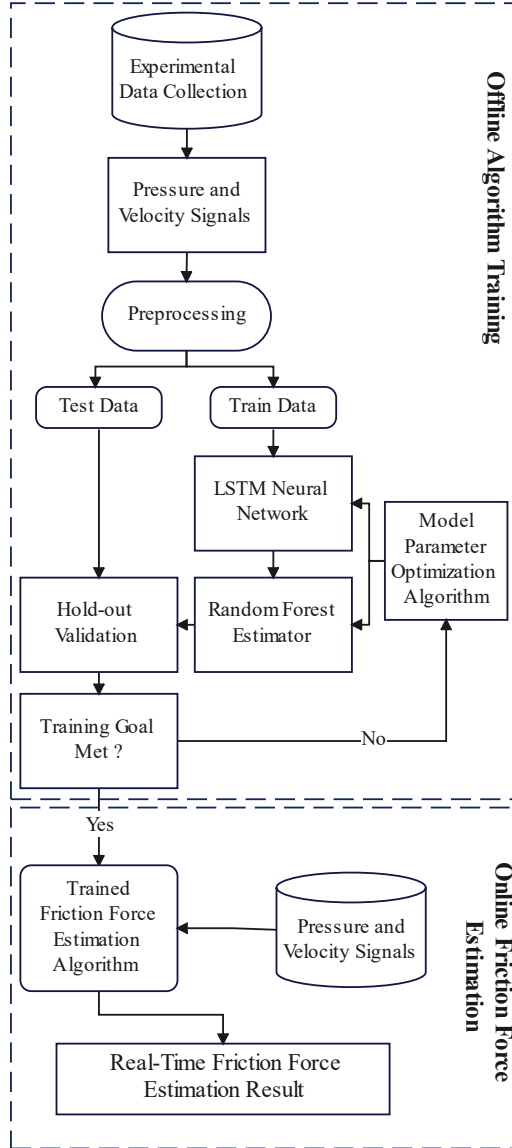 Experimental
Data Collection
Offline Algorithm Training
Pressure and
Velocity Signals
Preprocessing
Test Data
Train Data
LSTM Neural
Network
Model
Parameter
Optimization
Algorithm
Hold-out
Validation
Random Forest
Estimator
Training Goal
Met ?
No
Yes
Trained
Friction Force
Estimation
Algorithm
Pressure and
Velocity Signals
Online Friction Force
Estimation
Real-Time Friction Force
Estimation Result